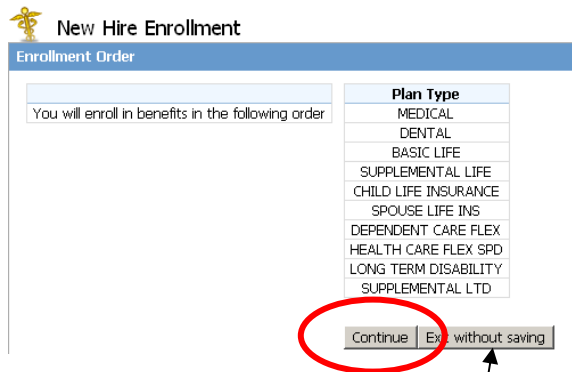 New Hire Enrollment
Enrollment Order
Plan Type
You will enroll in benefits in the following order
MEDICAL
DENTAL
BASIC LIFE
SUPPLEMENTAL LIFE
CHILD LIFE INSURANCE
SPOUSE LIFE INS
DEPENDENT CARE FLEX
HEALTH CARE FLEX SPD
LONG TERM DISABILITY
SUPPLEMENTAL LTD
Continue Exit without saving